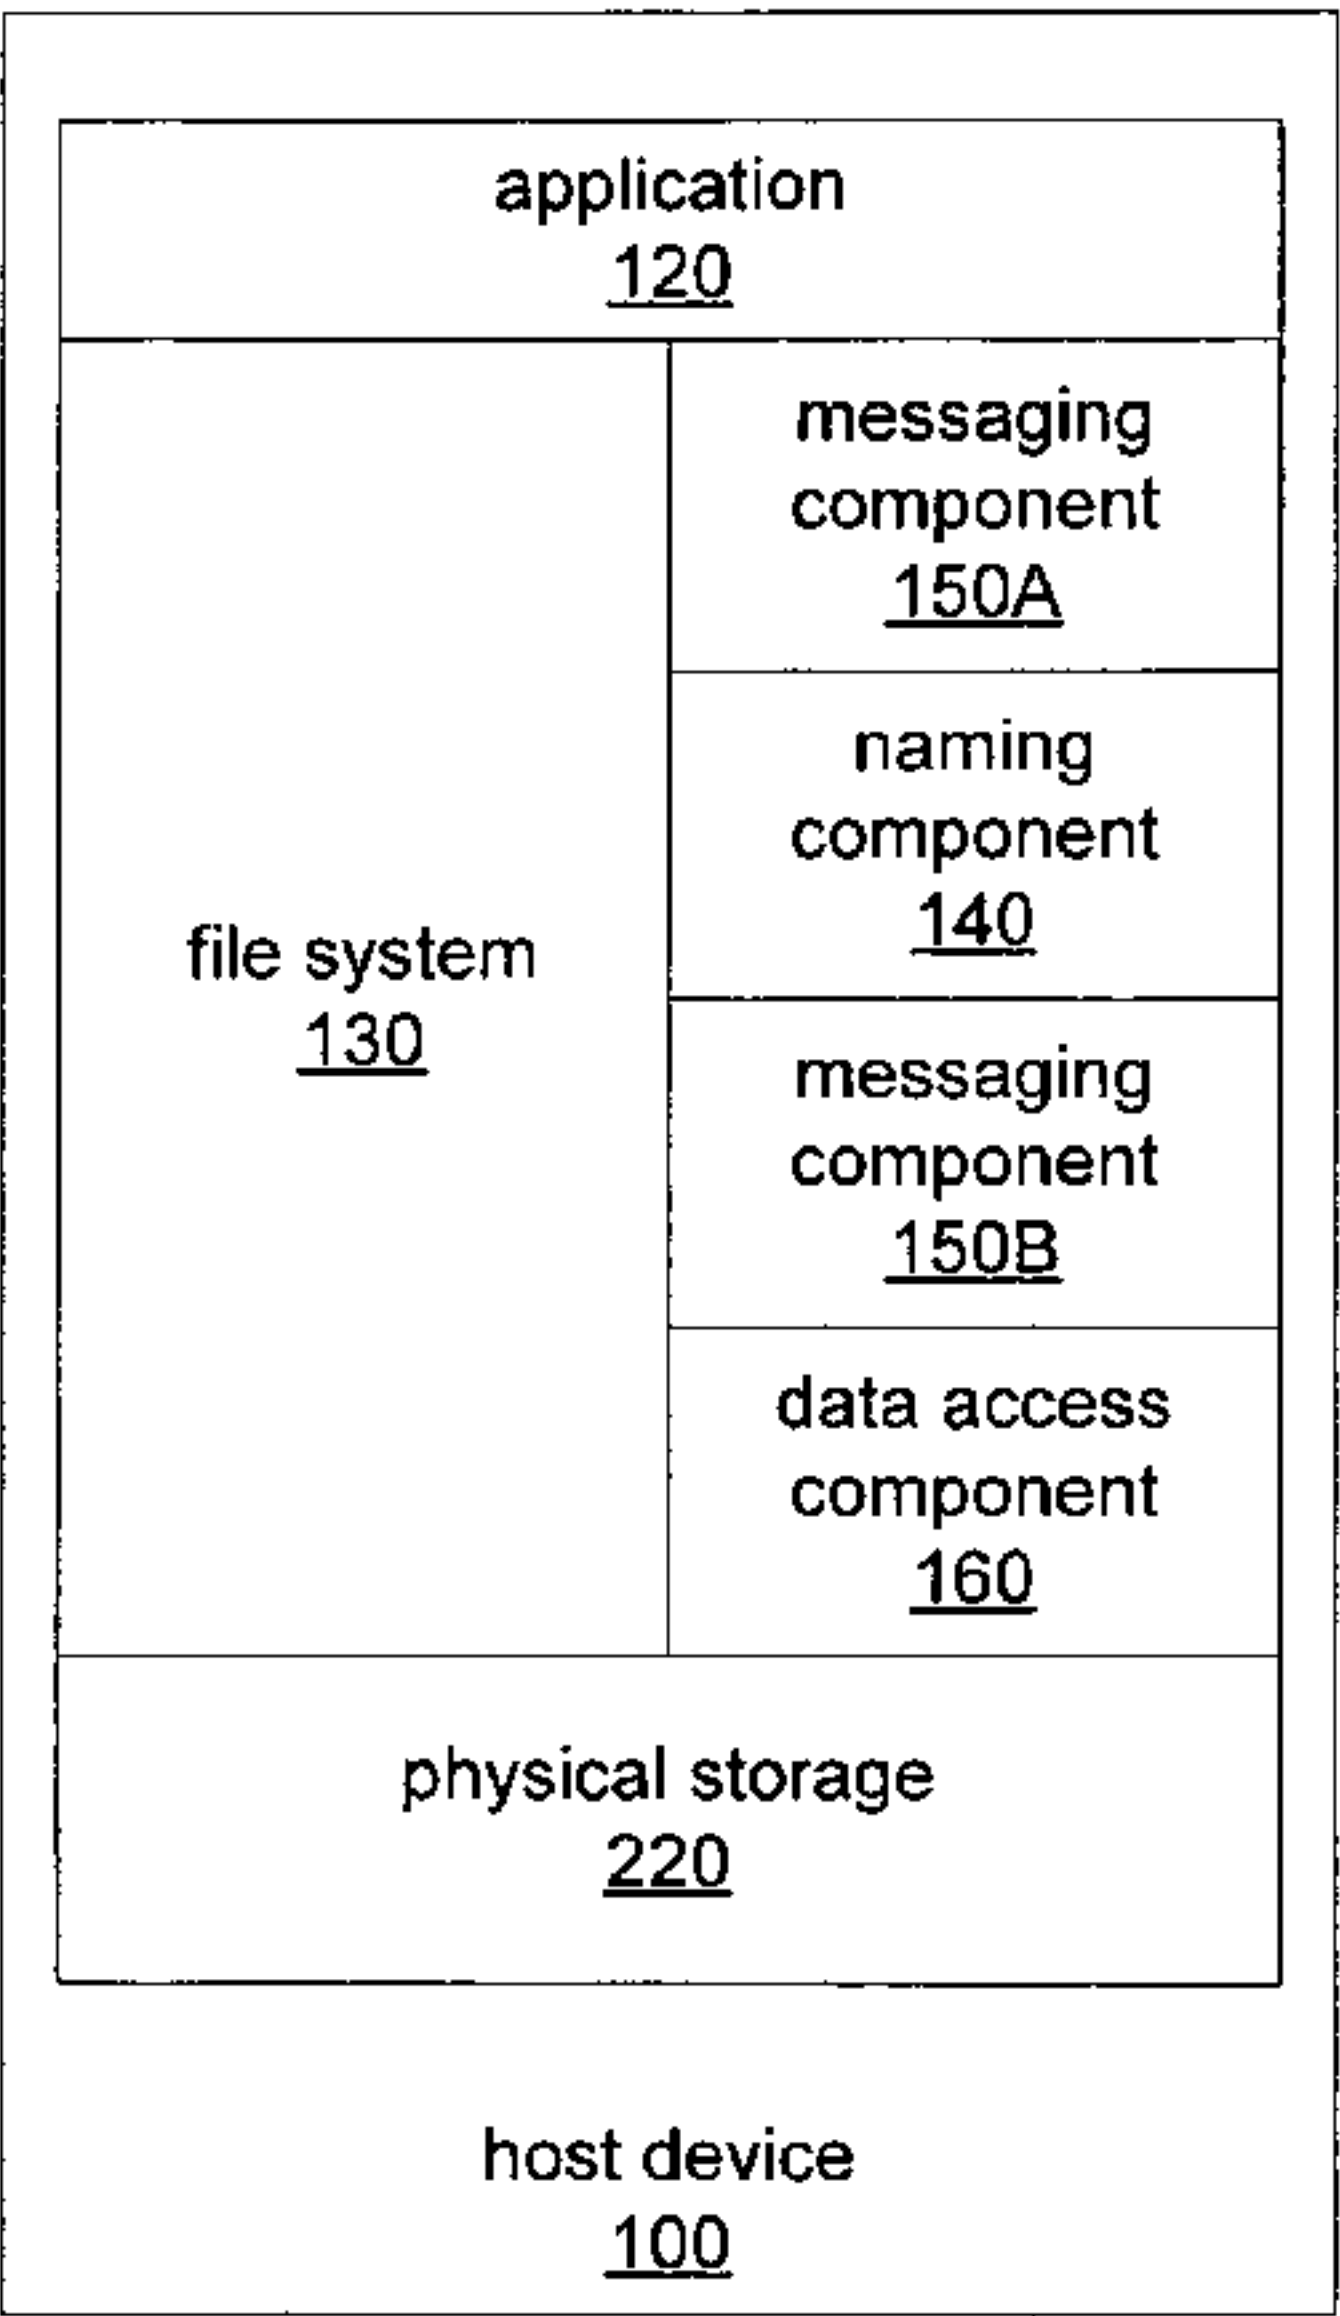 application
120
file system
130
messaging
component
150A
naming
component
140
messaging
component
150B
data access
component
160
physical storage
220
host device
100